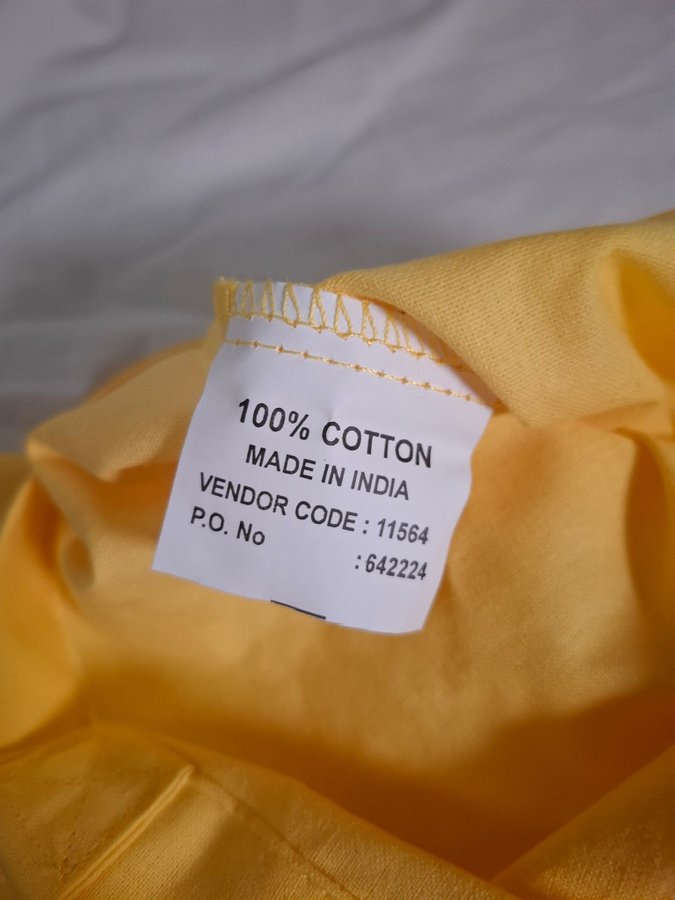 100% COTTON
MADE IN INDIA
VENDOR CODE : 11564
P.O. No : 642224